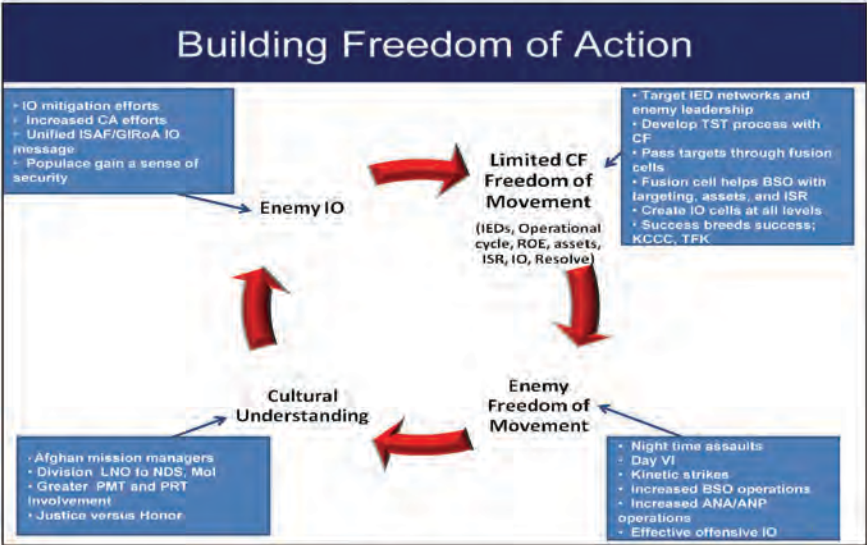 Building Freedom of Action
• IO mitigation efforts
• Increased CA efforts
• Unified ISAF/GIRoA IO
message
• Populace gain a sense of
security
Enemy IO
Limited CF
Freedom of
Movement
(IEDs, Operational
cycle, ROE, assets,
ISR, IO, Resolve)
• Target IED networks and
enemy leadership
• Develop TST process with
CF
• Pass targets through fusion
cells
• Fusion cell helps BSO with
targeting, assets, and ISR
• Create IO cells at all levels
• Success breeds success;
KCCC, TFK
Cultural
Understanding
Enemy
Freedom of
Movement
• Afghan mission managers
• Division LNO to NDS, MoI
• Greater PMT and PRT
Involvement
• Justice versus Honor
• Night time assaults
• Day VI
• Kinetic strikes
• Increased BSO operations
• Increased ANA/ANP
operations
• Effective offensive IO